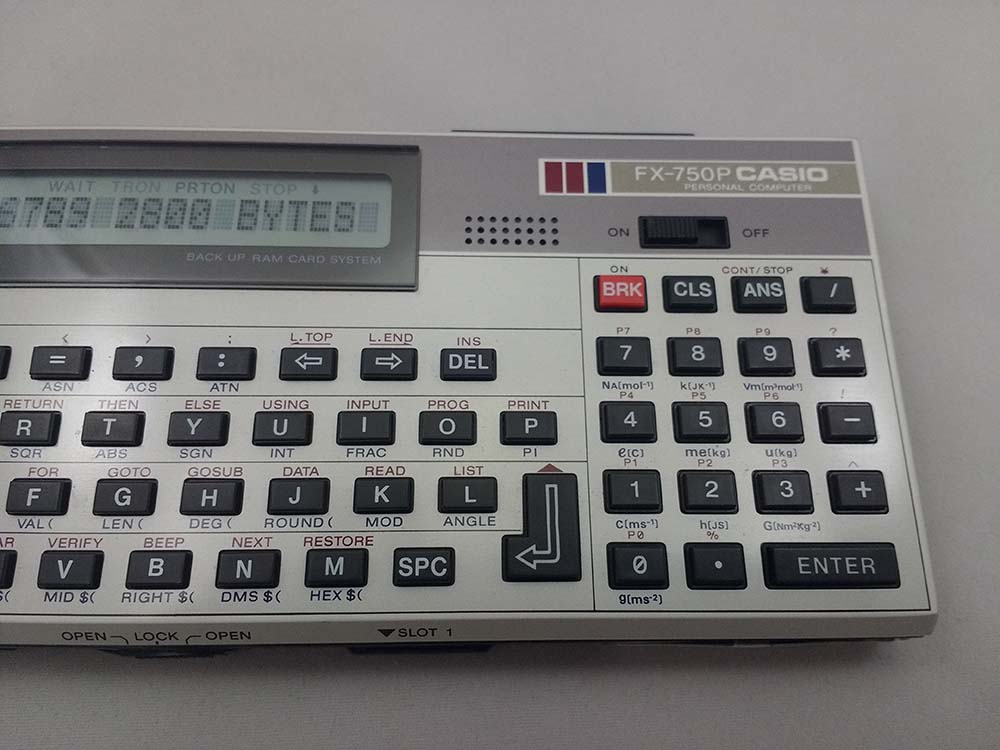 FX-750P CASIO
PERSONAL COMPUTER
WAIT TRON PRTON STOP ↓
6789 2800 BYTES
BACK UP RAM CARD SYSTEM
ON OFF
ON CONT/STOP
BRK CLS ANS /
< > ; L.TOP L.END INS
= , : ⇦ ⇨ DEL
ASN ACS ATN
P7 P8 P9 ?
7 8 9 *
NA[mol⁻¹] k[JK⁻¹] Vm[m³mol⁻¹] !
RETURN THEN ELSE USING INPUT PROG PRINT
R T Y U I O P
SQR ABS SGN INT FRAC RND PI
P4 P5 P6
4 5 6 −
e(C) me[kg] u[kg] ^
FOR GOTO GOSUB DATA READ LIST
F G H J K L
VAL( LEN( DEG( ROUND( MOD ANGLE
P1 P2 P3
1 2 3 +
C[ms⁻¹] h[JS] G[Nm²Kg⁻²]
VERIFY BEEP NEXT RESTORE
V B N M SPC
MID $( RIGHT $( DMS $( HEX $(
P0 %
0 . ENTER
g[ms⁻²]
OPEN LOCK OPEN ▼SLOT 1